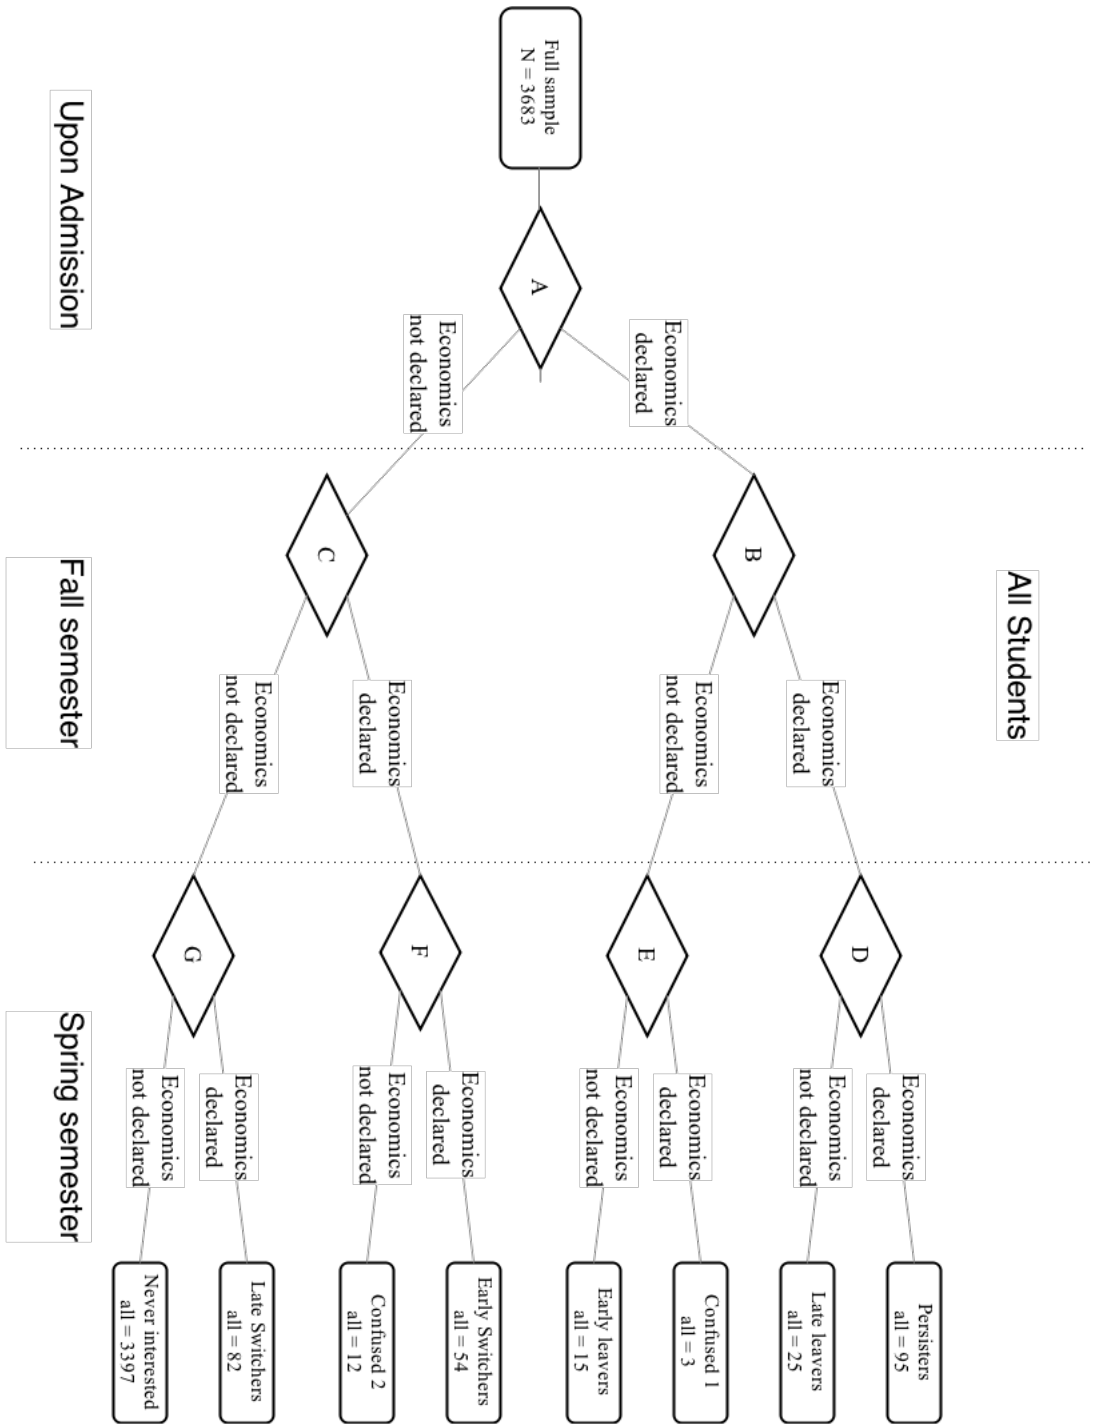 All Students
Full sample
N = 3683
A
Economics
declared
Economics
not declared
B
C
Economics
declared
Economics
not declared
Economics
declared
Economics
not declared
D
E
F
G
Economics
declared
Economics
not declared
Economics
declared
Economics
not declared
Economics
declared
Economics
not declared
Economics
declared
Economics
not declared
Persisters
all = 95
Late leavers
all = 25
Confused 1
all = 3
Early leavers
all = 15
Early Switchers
all = 54
Confused 2
all = 12
Late Switchers
all = 82
Never interested
all = 3397
Upon Admission
Fall semester
Spring semester